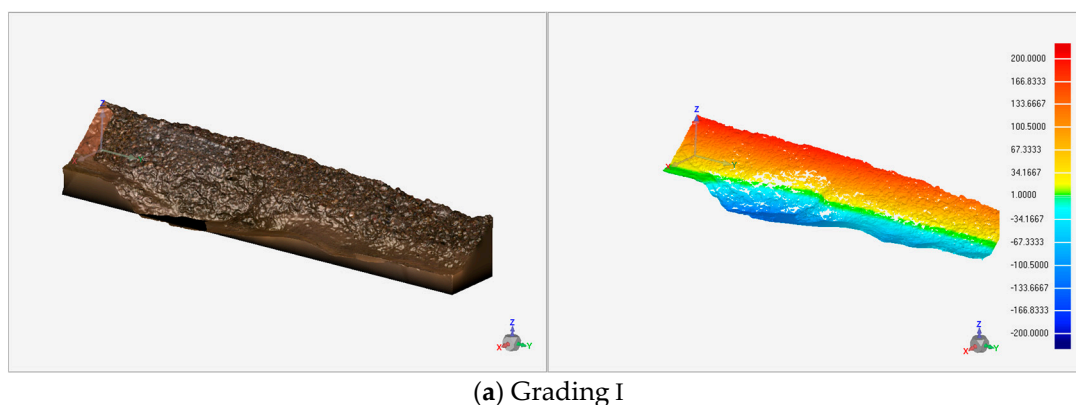 Z
200.0000
166.8333
133.6667
100.5000
67.3333
34.1667
1.0000
-34.1667
-67.3333
-100.5000
-133.6667
-166.8333
-200.0000
Z
X
Y
Z
X
Y
Z
X
Y
(a) Grading I